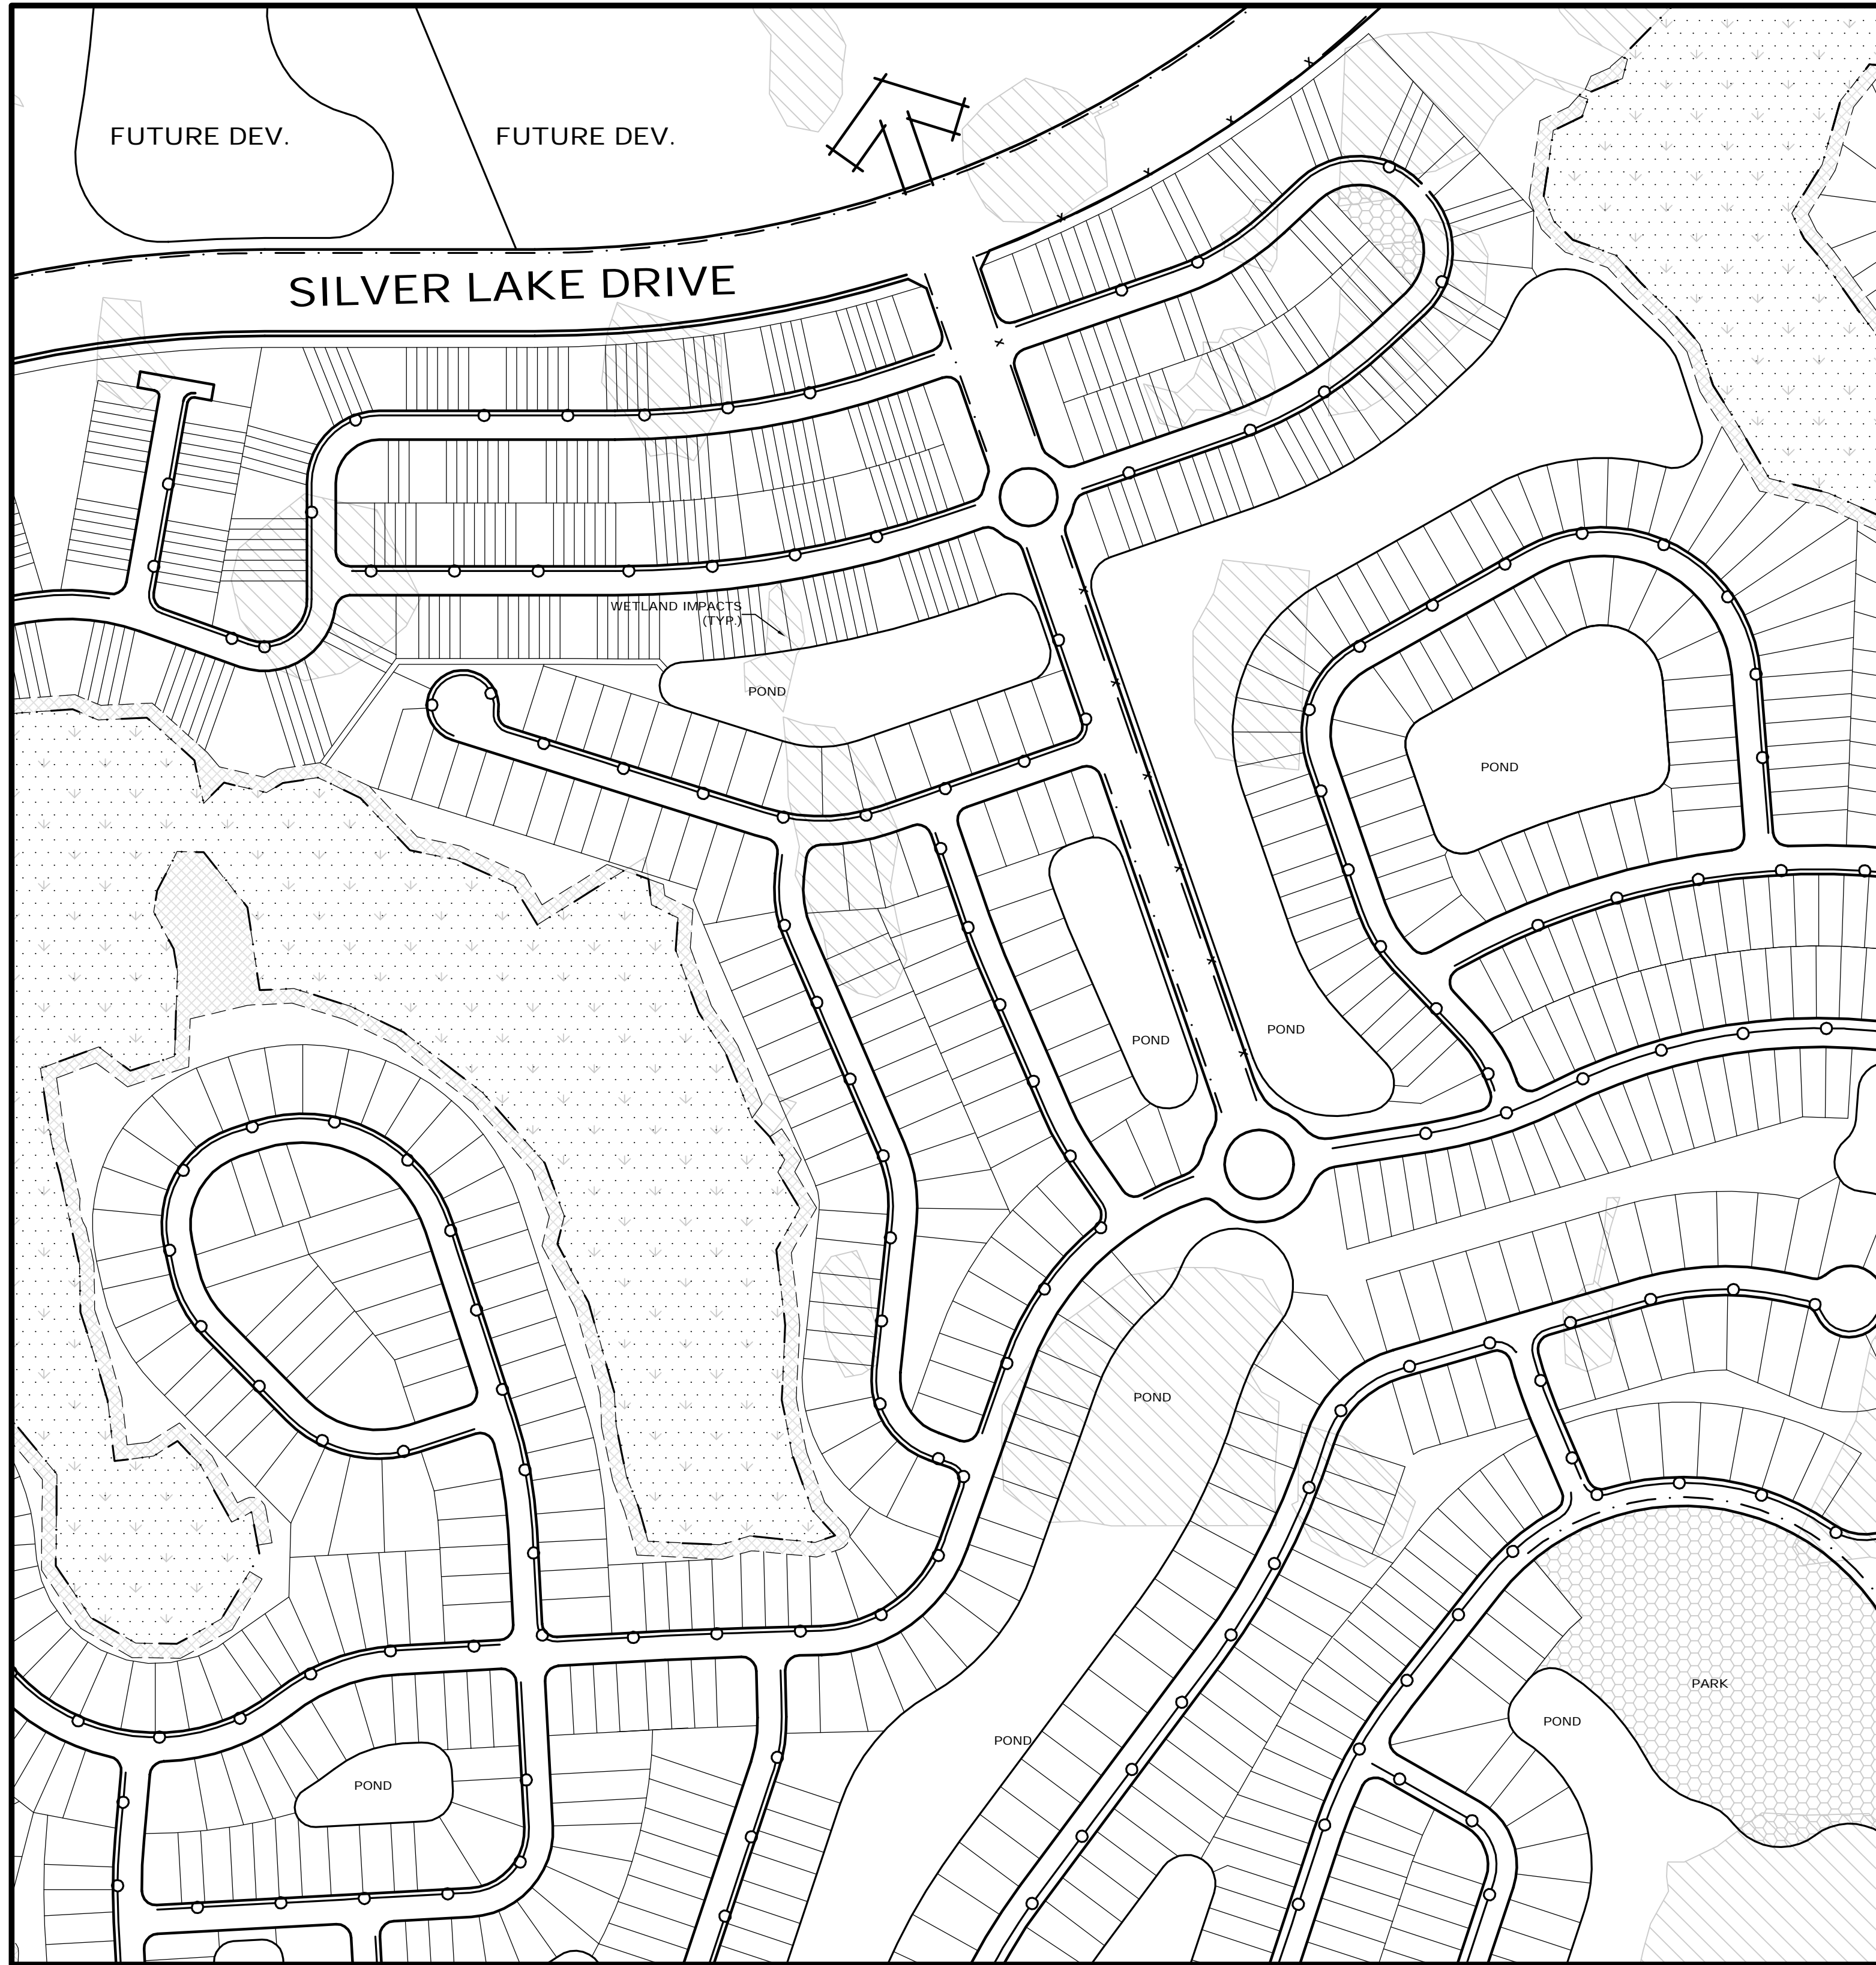 FUTURE DEV.
FUTURE DEV.
SILVER LAKE DRIVE
WETLAND IMPACTS
(TYP.)
POND
POND
POND
POND
POND
PARK
POND
POND
POND